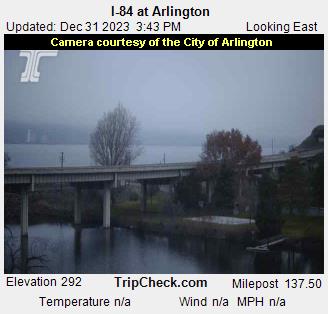 I-84 at Arlington
Updated: Dec 31 2023 3:43 PM Looking East
Camera courtesy of the City of Arlington
Elevation 292 TripCheck.com Milepost 137.50
Temperature n/a Wind n/a MPH n/a